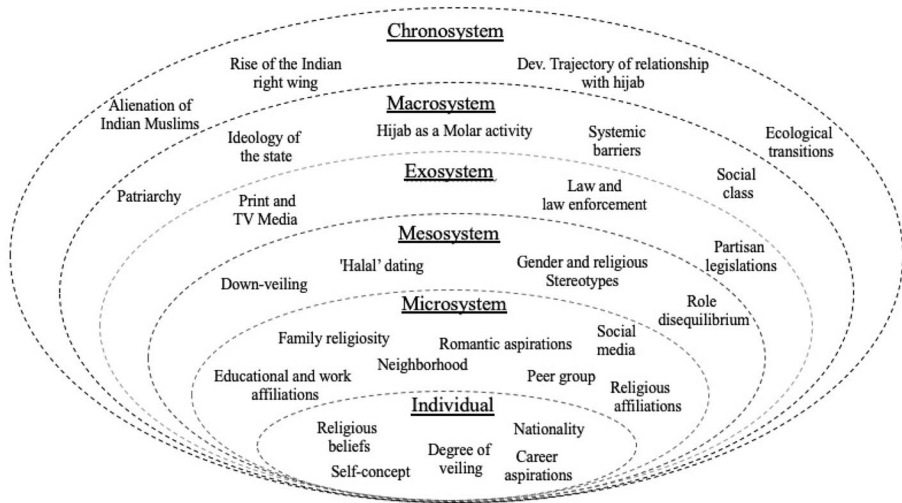 Chronosystem
Rise of the Indian
right wing
Dev. Trajectory of relationship
with hijab
Alienation of
Indian Muslims
Macrosystem
Ideology of
the state
Hijab as a Molar activity
Systemic
barriers
Ecological
transitions
Patriarchy
Exosystem
Print and
TV Media
Law and
law enforcement
Social
class
Mesosystem
Down-veiling
'Halal’ dating
Gender and religious
Stereotypes
Partisan
legislations
Microsystem
Role
disequilibrium
Family religiosity
Romantic aspirations
Social
media
Neighborhood
Educational and work
affiliations
Peer group
Religious
affiliations
Individual
Religious
beliefs
Nationality
Self-concept
Degree of
veiling
Career
aspirations